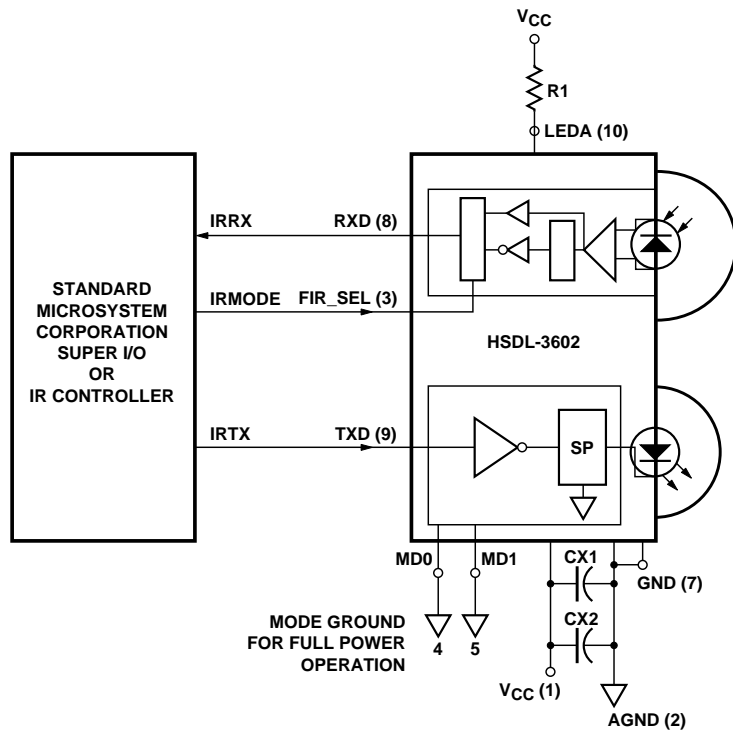 VCC
R1
LEDA (10)
IRRX
RXD (8)
STANDARD
MICROSYSTEM
CORPORATION
SUPER I/O
OR
IR CONTROLLER
IRMODE
FIR_SEL (3)
HSDL-3602
IRTX
TXD (9)
SP
MD0
MD1
CX1
GND (7)
MODE GROUND
FOR FULL POWER
OPERATION
4
5
CX2
VCC (1)
AGND (2)